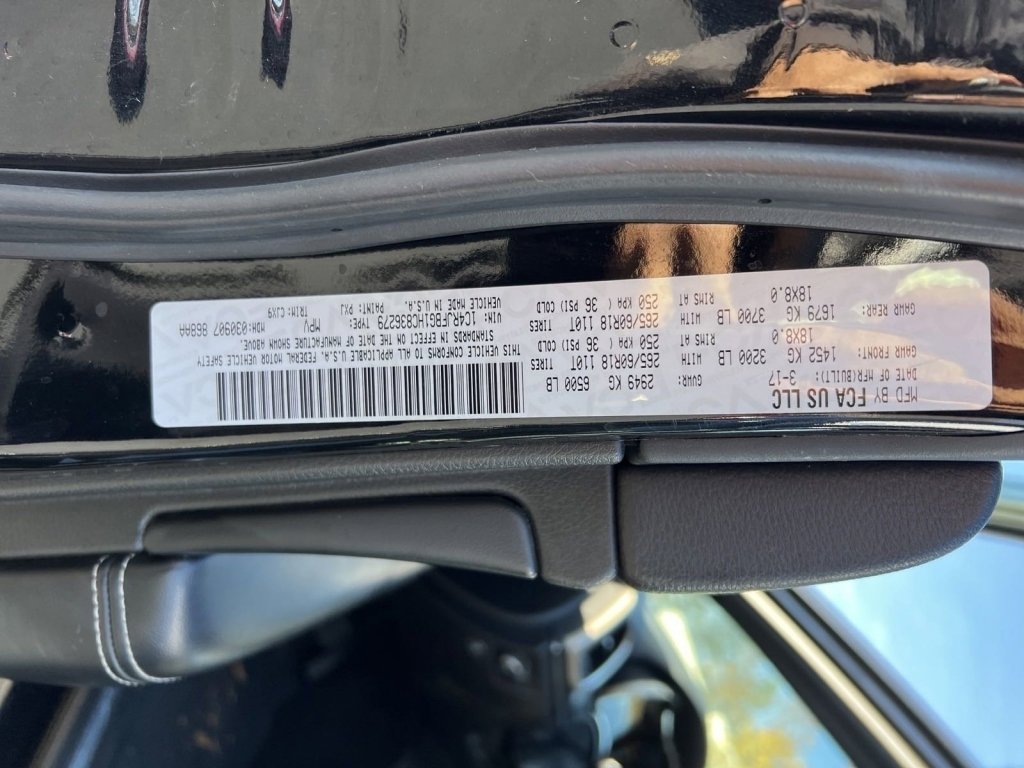 MFD BY FCA US LLC
DATE OF MFR(BUILT): 3-17 GVWR: 2949 KG 6500 LB
GAWR FRONT: 1452 KG 3200 LB WITH TIRES 265/60R18 110T
18X8.0 RIMS AT 250 KPA ( 36 PSI COLD
GAWR REAR: 1679 KG 3700 LB WITH TIRES 265/60R18 110T
18X8.0 RIMS AT 250 KPA ( 36 PSI COLD
THIS VEHICLE CONFORMS TO ALL APPLICABLE U.S.A. FEDERAL MOTOR VEHICLE SAFETY
STANDARDS IN EFFECT ON THE DATE OF MANUFACTURE SHOWN ABOVE.
VIN: 1C4RJFBG1HC936279 TYPE: MPV MDH:030907 868AA
VEHICLE MADE IN U.S.A. PAINT: PXJ TRIM: CJX9